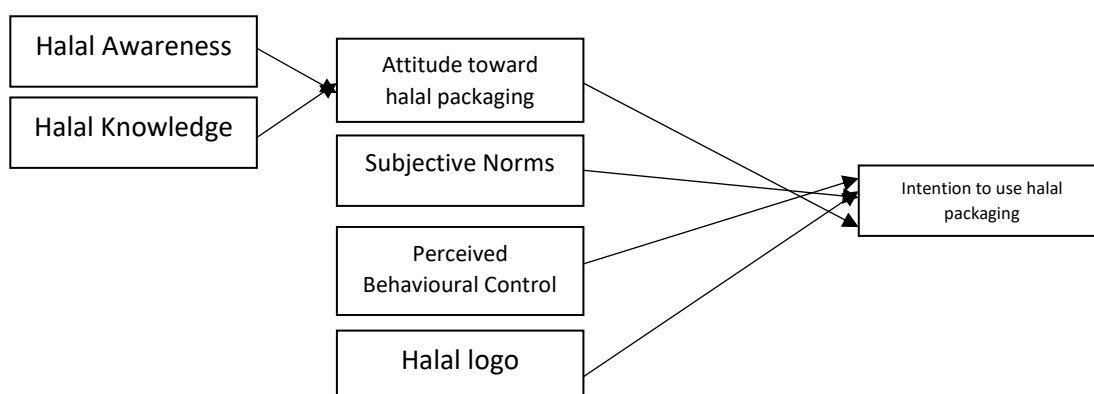 Halal Awareness
Halal Knowledge
Attitude toward
halal packaging
Subjective Norms
Perceived
Behavioural Control
Halal logo
Intention to use halal
packaging